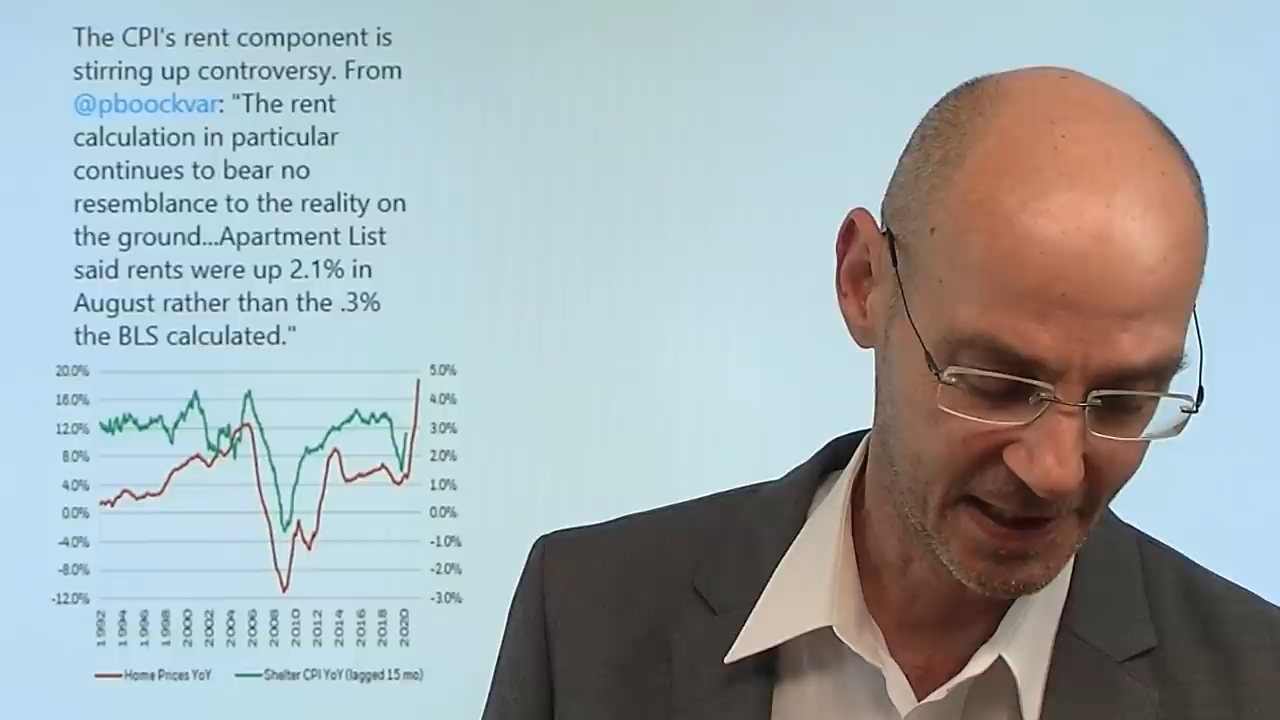 The CPI's rent component is
stirring up controversy. From
@pboockvar: "The rent
calculation in particular
continues to bear no
resemblance to the reality on
the ground...Apartment List
said rents were up 2.1% in
August rather than the .3%
the BLS calculated."
20.0% 5.0%
16.0% 4.0%
12.0% 3.0%
8.0% 2.0%
4.0% 1.0%
0.0% 0.0%
-4.0% -1.0%
-8.0% -2.0%
-12.0% -3.0%
1992 1994 1996 1998 2000 2002 2004 2006 2008 2010 2012 2014 2016 2018 2020
Home Prices YoY Shelter CPI YoY (lagged 15 mo)